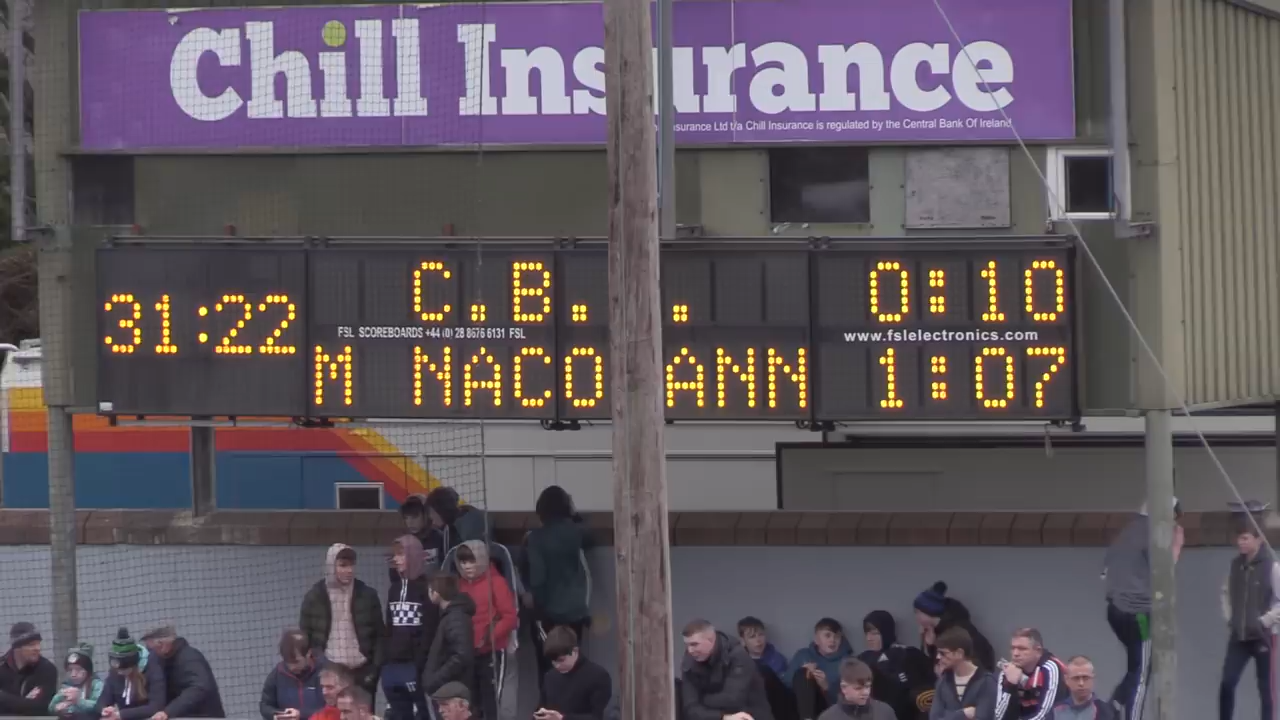 Chill Insurance
nsurance Ltd t/a Chill Insurance is regulated by the Central Bank Of Ireland
31:22
C.B. .
0:10
FSL SCOREBOARDS +44 (0) 28 8676 6131 FSL
www.fslelectronics.com
M NACO ANN
1:07